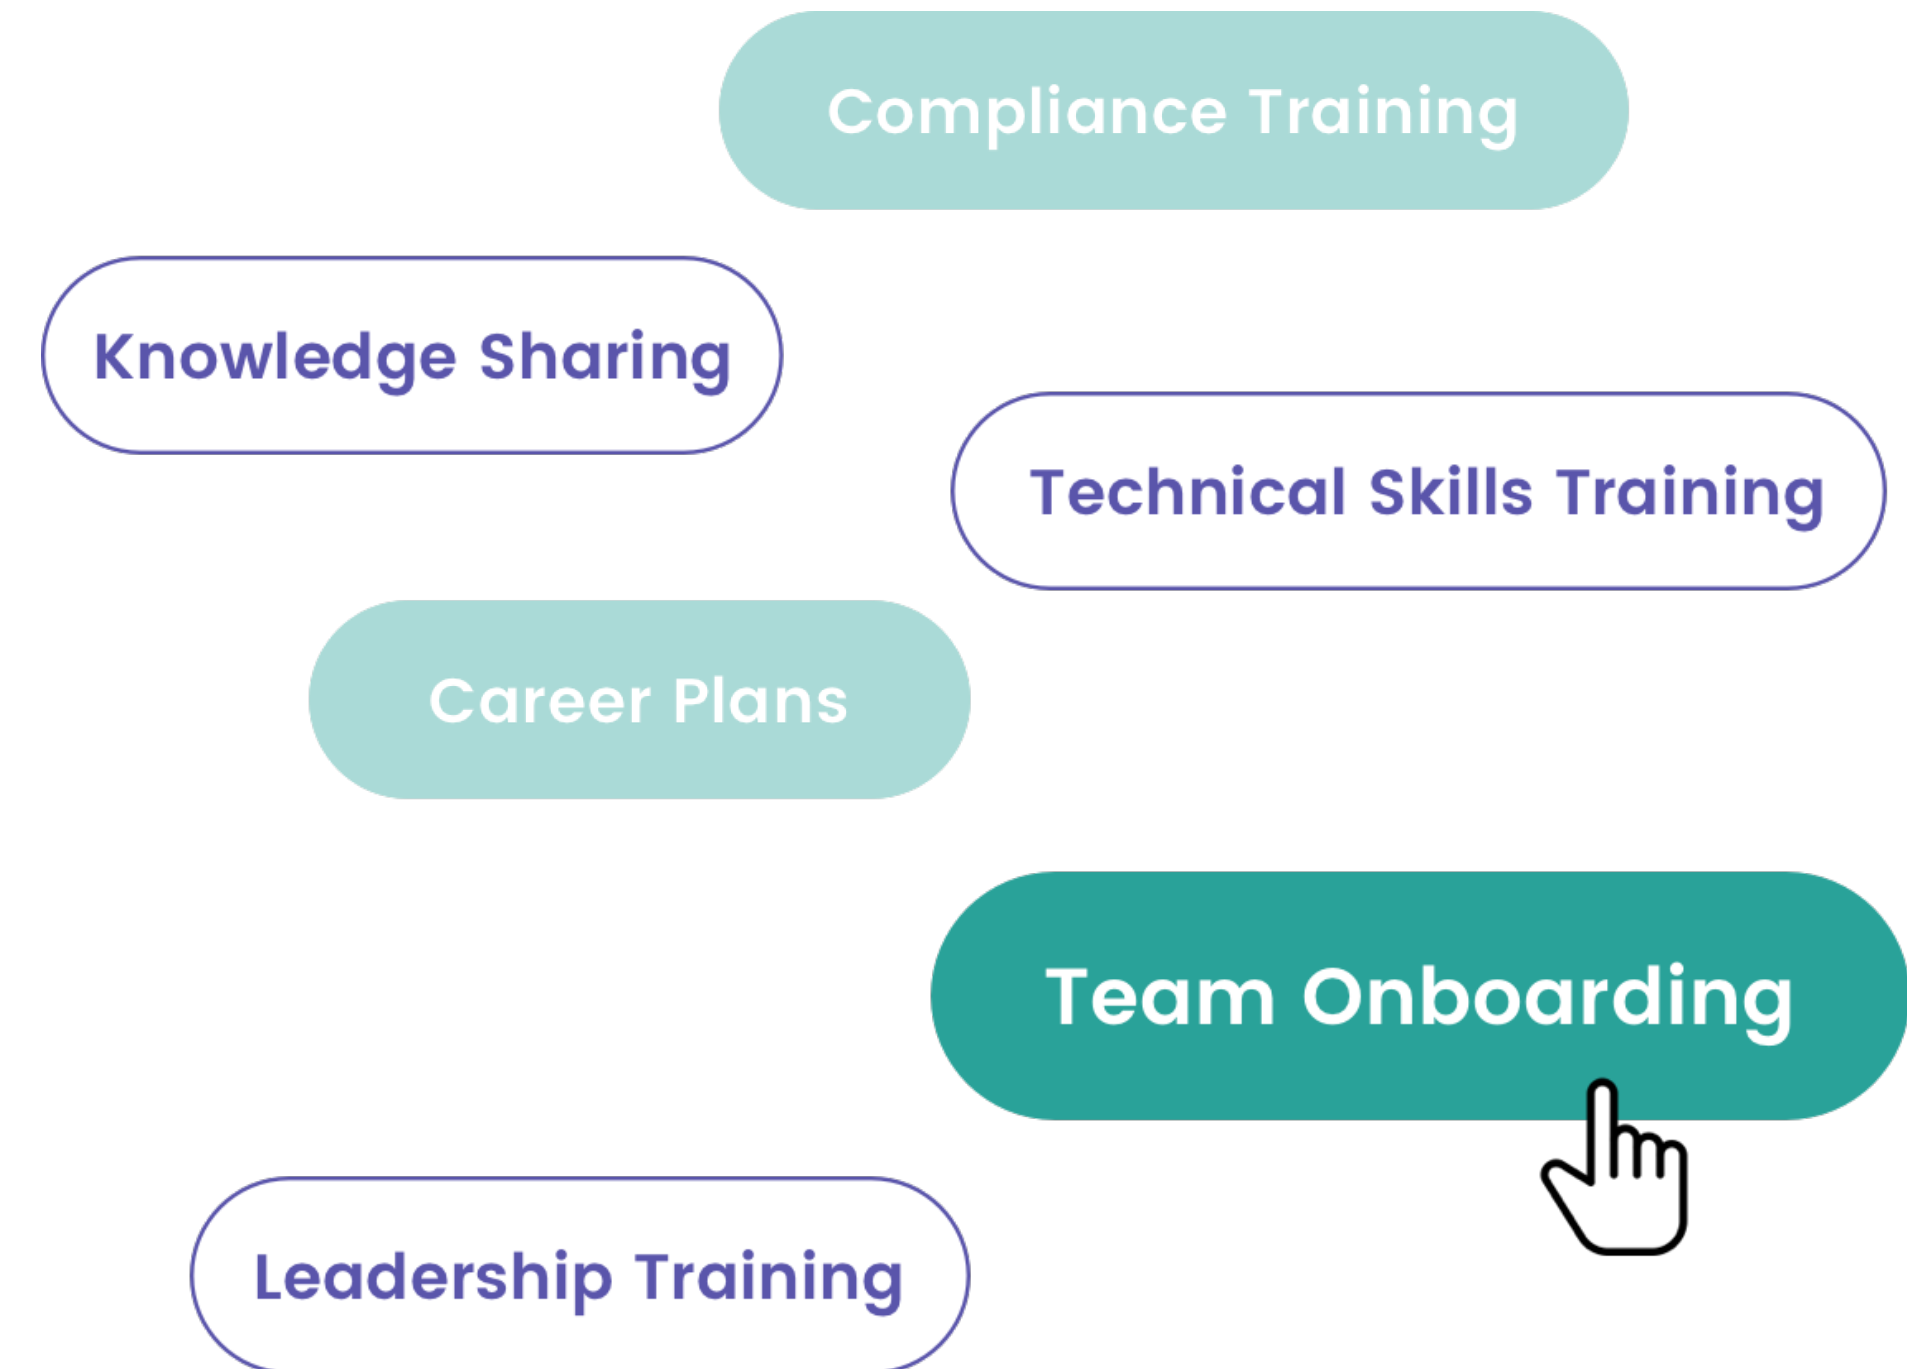 Compliance Training
Knowledge Sharing
Technical Skills Training
Career Plans
Team Onboarding
Leadership Training